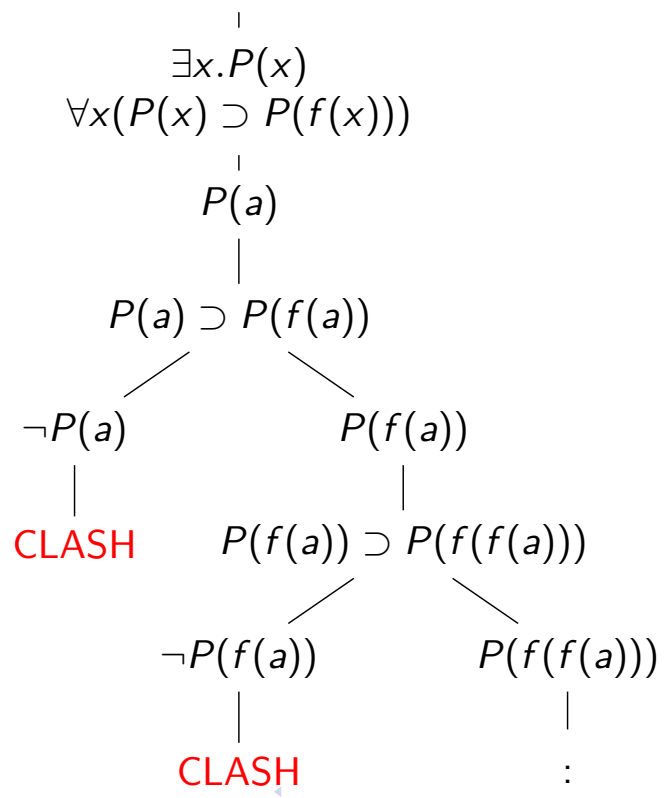 ∃x.P(x)
∀x(P(x) ⊃ P(f(x)))
P(a)
P(a) ⊃ P(f(a))
¬P(a) P(f(a))
CLASH P(f(a)) ⊃ P(f(f(a)))
¬P(f(a)) P(f(f(a)))
CLASH :